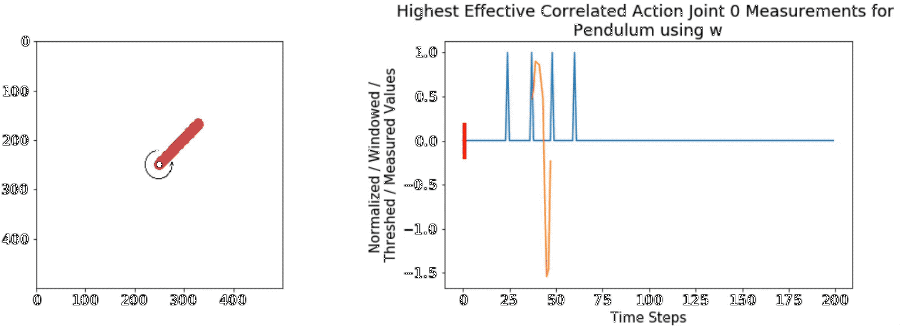 Highest Effective Correlated Action Joint 0 Measurements for
Pendulum using w
0
100
200
300
400
0 100 200 300 400
Normalized / Windowed /
Threshed / Measured Values
1.0
0.5
0.0
−0.5
−1.0
−1.5
0 25 50 75 100 125 150 175 200
Time Steps